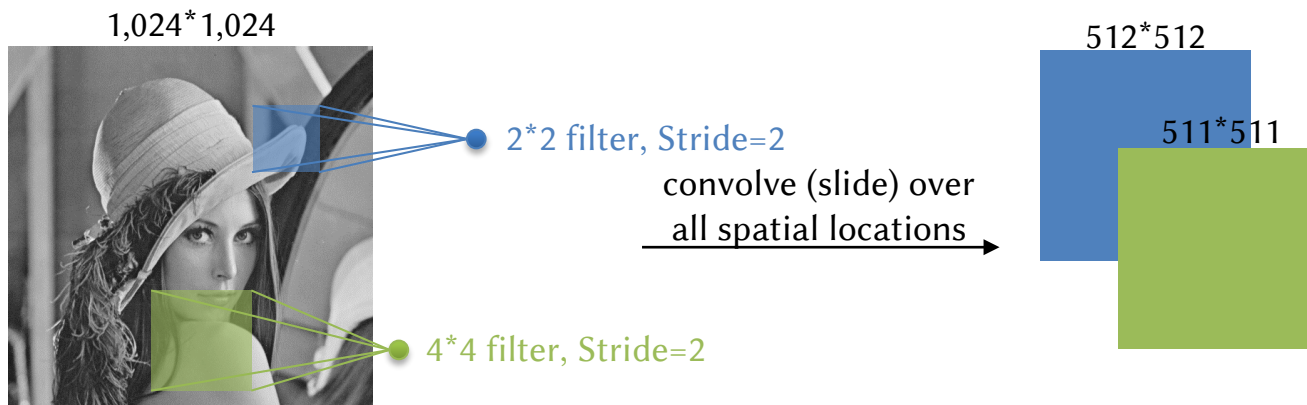 1,024*1,024
512*512
511*511
2*2 filter, Stride=2
convolve (slide) over
all spatial locations
4*4 filter, Stride=2